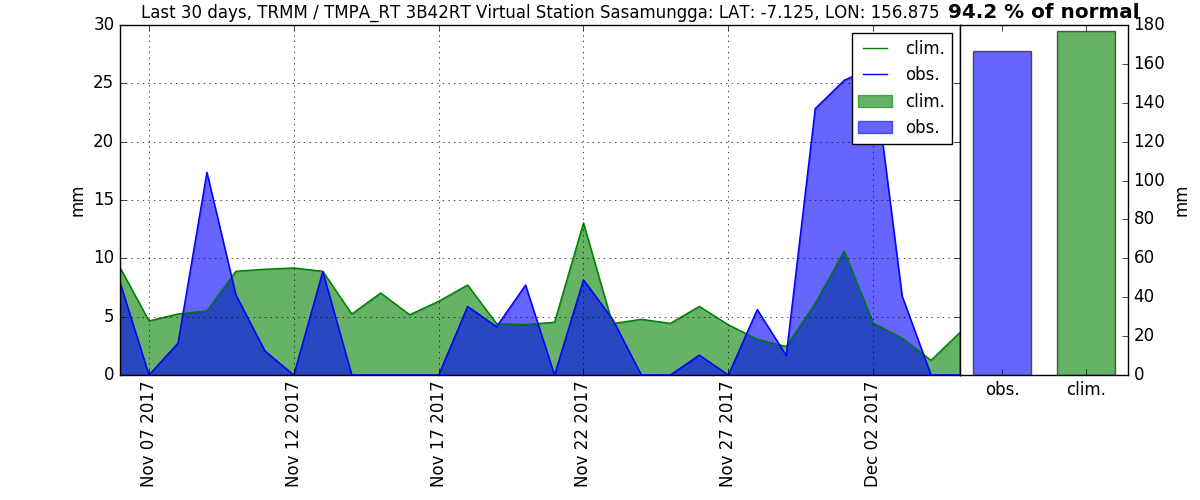 Last 30 days, TRMM / TMPA_RT 3B42RT Virtual Station Sasamungga: LAT: -7.125, LON: 156.875 94.2 % of normal
30
25
20
15
10
5
0
mm
clim.
obs.
clim.
obs.
Nov 07 2017
Nov 12 2017
Nov 17 2017
Nov 22 2017
Nov 27 2017
Dec 02 2017
180
160
140
120
100
80
60
40
20
0
mm
obs. clim.